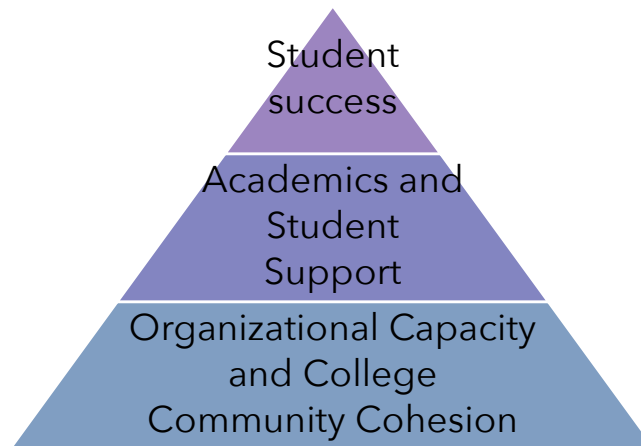 Student
success
Academics and
Student
Support
Organizational Capacity
and College
Community Cohesion